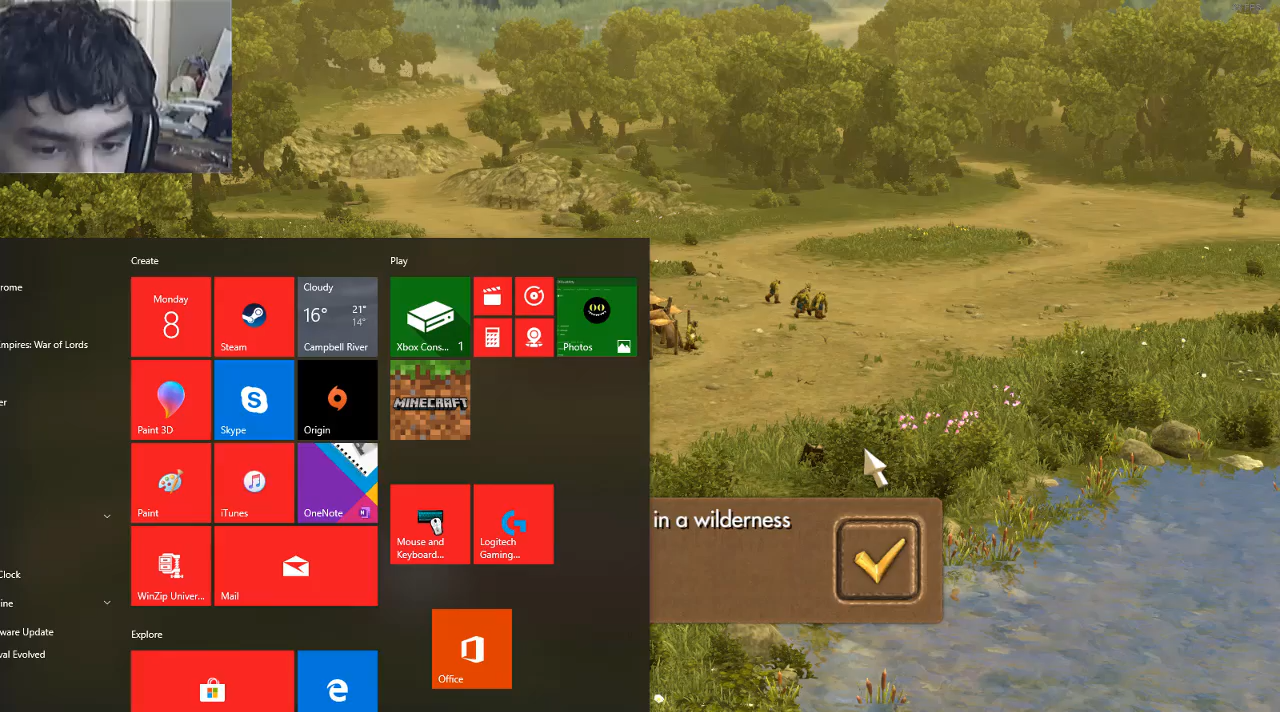 Create
Play
rome
Monday
8
Steam
Cloudy
16°
21°
14°
Campbell River
Xbox Cons...
1
Photos
mpires: War of Lords
er
Paint 3D
Skype
Origin
MINECRAFT
Paint
iTunes
OneNote
Mouse and
Keyboard...
Logitech
Gaming...
in a wilderness
lock
WinZip Univer...
Mail
ine
ware Update
val Evolved
Explore
Office